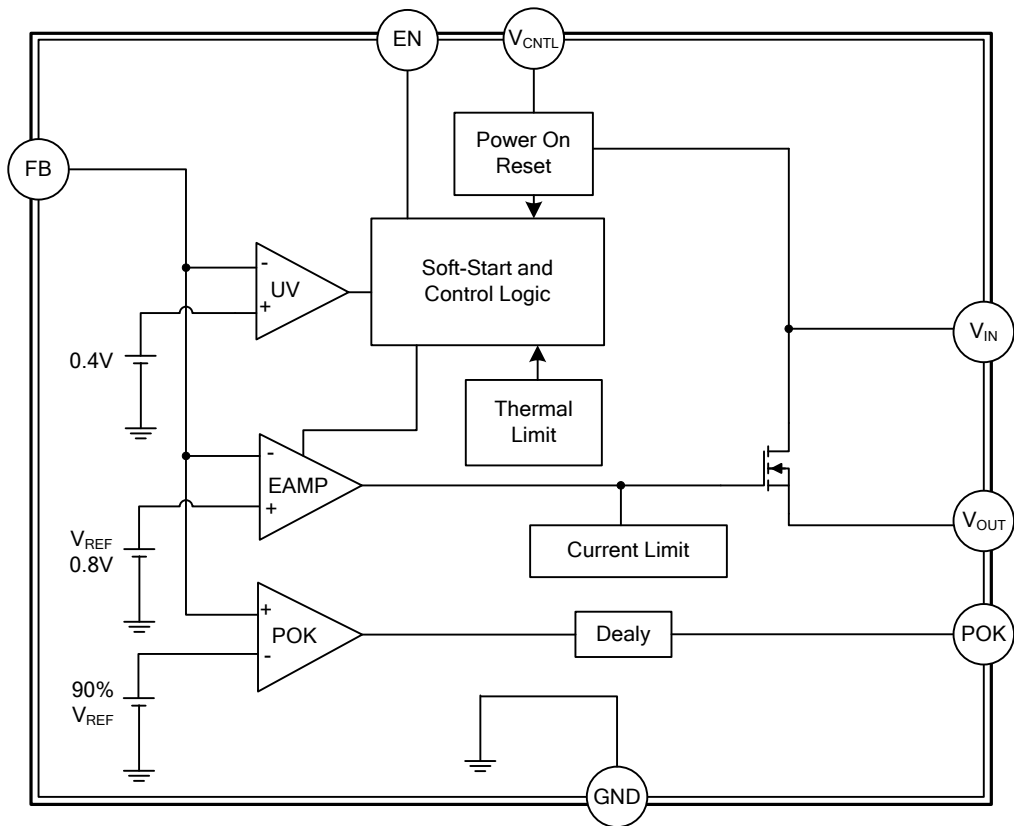 EN
VCNTL
Power On
Reset
FB
-
UV
+
Soft-Start and
Control Logic
0.4V
VIN
Thermal
Limit
-
EAMP
+
VREF
0.8V
Current Limit
VOUT
+
POK
-
Dealy
POK
90%
VREF
GND